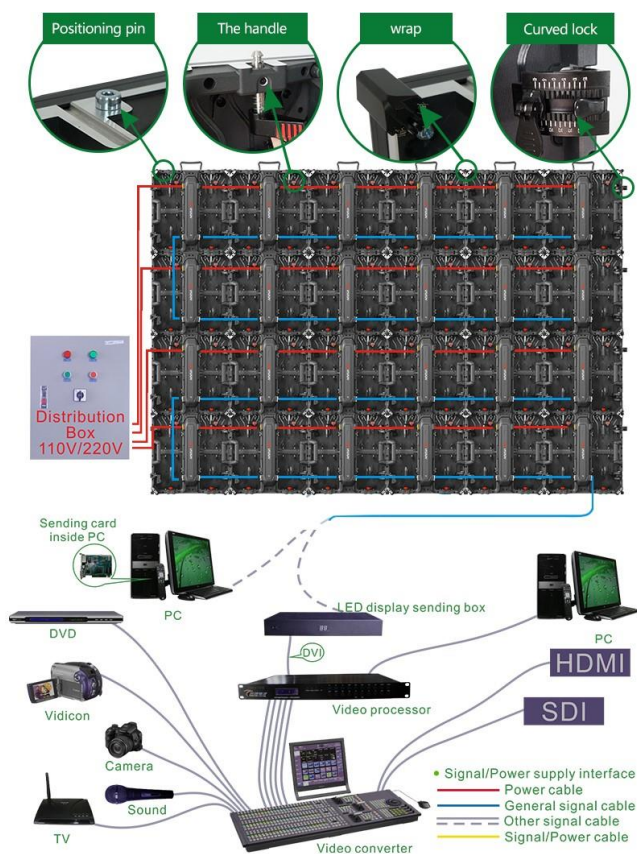 Positioning pin
The handle
wrap
Curved lock
Distribution
Box
110V/220V
Sending card
inside PC
PC
LED display sending box
PC
DVD
DVI
HDMI
Vidicon
Video processor
SDI
Camera
Sound
TV
Video converter
Signal/Power supply interface
Power cable
General signal cable
Other signal cable
Signal/Power cable